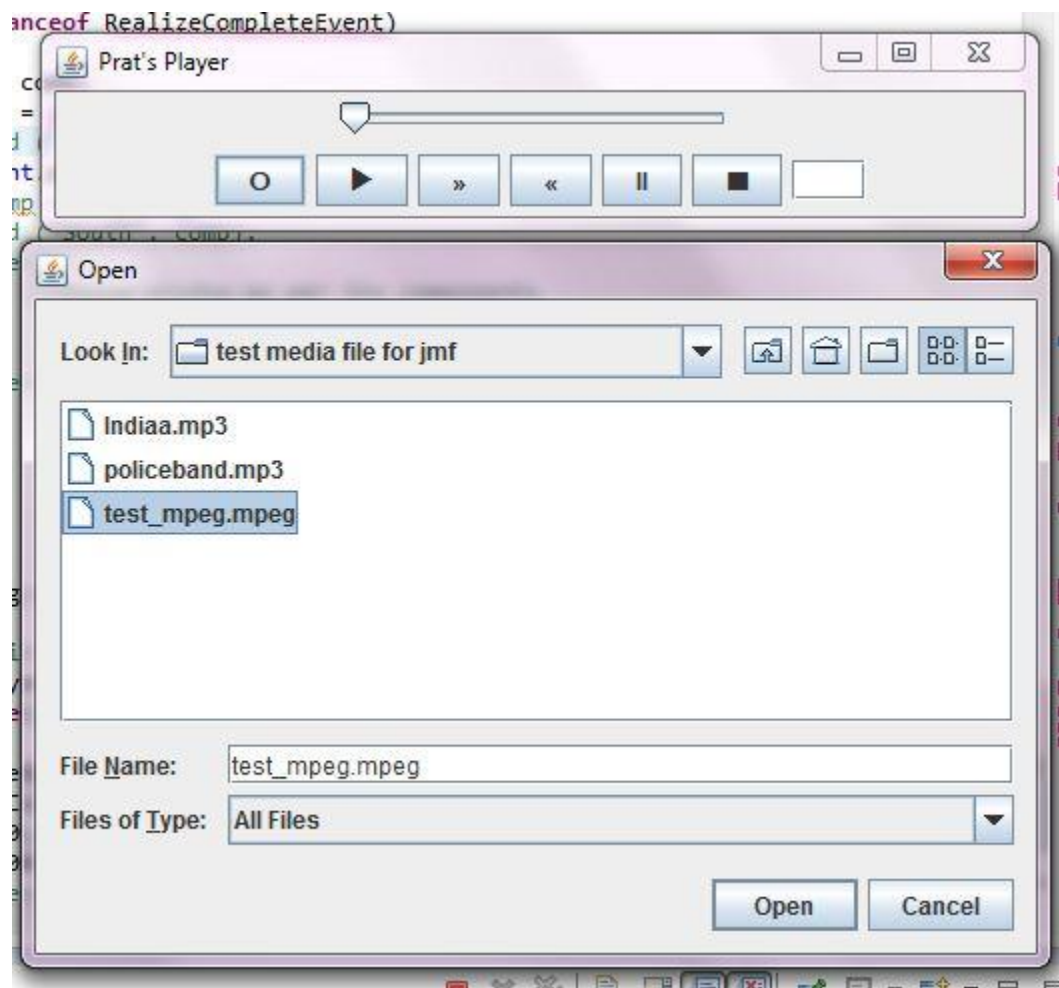 anceof RealizeCompleteEvent)
Prat's Player
O
Open
Look In: test media file for jmf
Indiaa.mp3
policeband.mp3
test_mpeg.mpeg
File Name: test_mpeg.mpeg
Files of Type: All Files
Open Cancel